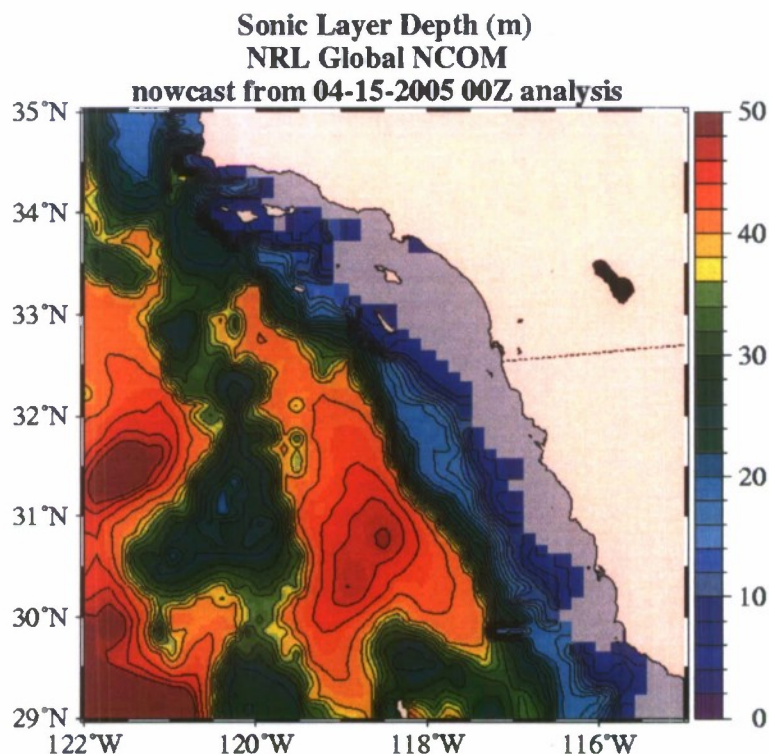 Sonic Layer Depth (m)
NRL Global NCOM
nowcast from 04-15-2005 00Z analysis
35°N
34°N
33°N
32°N
31°N
30°N
29°N
122°W
120°W
118°W
116°W
50
40
30
20
10
0